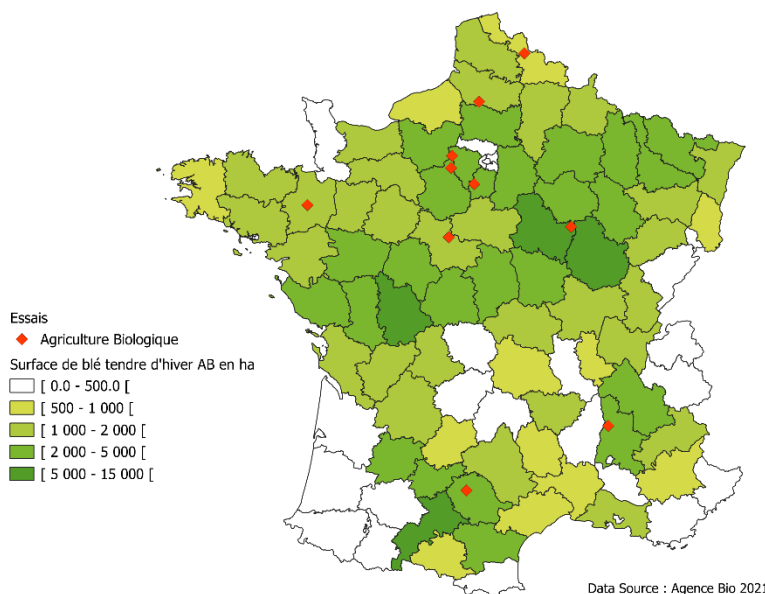 Essais
Agriculture Biologique
Surface de blé tendre d'hiver AB en ha
[ 0.0 - 500.0 [
[ 500 - 1 000 [
[ 1 000 - 2 000 [
[ 2 000 - 5 000 [
[ 5 000 - 15 000 [
Data Source : Agence Bio 2021